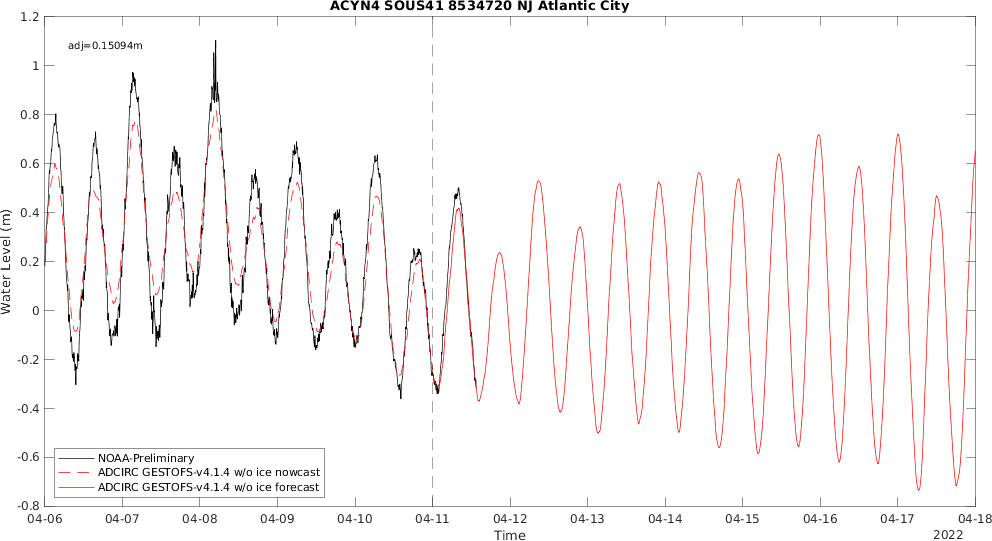 ACYN4 SOUS41 8534720 NJ Atlantic City
adj=0.15094m
1.2
1
0.8
0.6
0.4
0.2
0
-0.2
-0.4
-0.6
-0.8
Water Level (m)
NOAA-Preliminary
ADCIRC GESTOFS-v4.1.4 w/o ice nowcast
ADCIRC GESTOFS-v4.1.4 w/o ice forecast
04-06 04-07 04-08 04-09 04-10 04-11 04-12 04-13 04-14 04-15 04-16 04-17 04-18
Time
2022